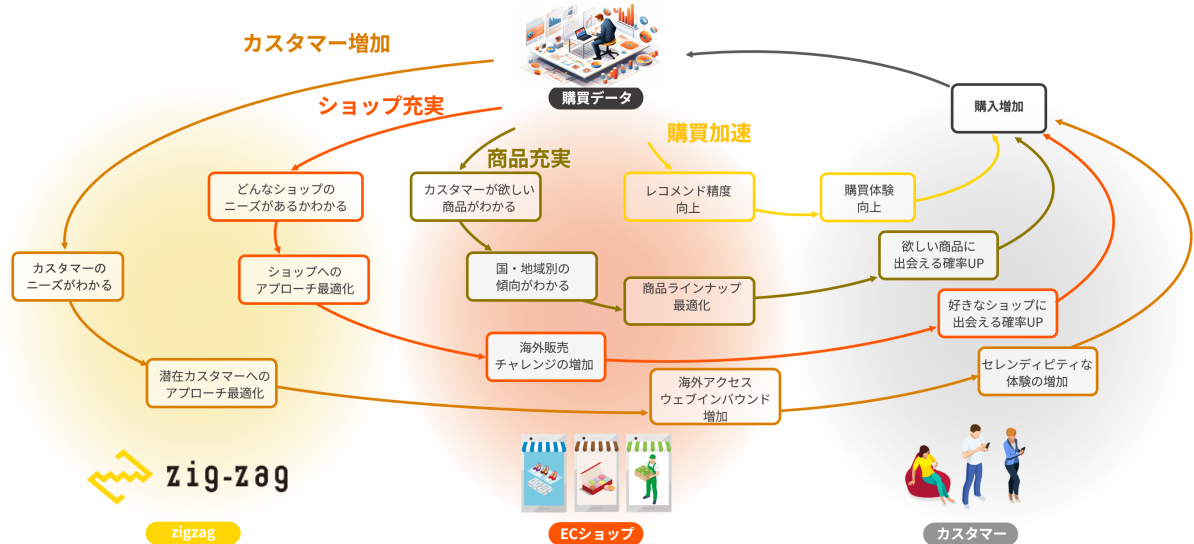 カスタマー増加
購買データ
ショップ充実
購入増加
購買加速
商品充実
どんなショップの
ニーズがあるかわかる
カスタマーが欲しい
商品がわかる
レコメンド精度
向上
購買体験
向上
カスタマーの
ニーズがわかる
ショップへの
アプローチ最適化
国・地域別の
傾向がわかる
商品ラインナップ
最適化
欲しい商品に
出会える確率UP
好きなショップに
出会える確率UP
海外販売
チャレンジの増加
潜在カスタマーへの
アプローチ最適化
海外アクセス
ウェブインバウンド
増加
セレンディピティな
体験の増加
zig-zag
zigzag
ECショップ
カスタマー